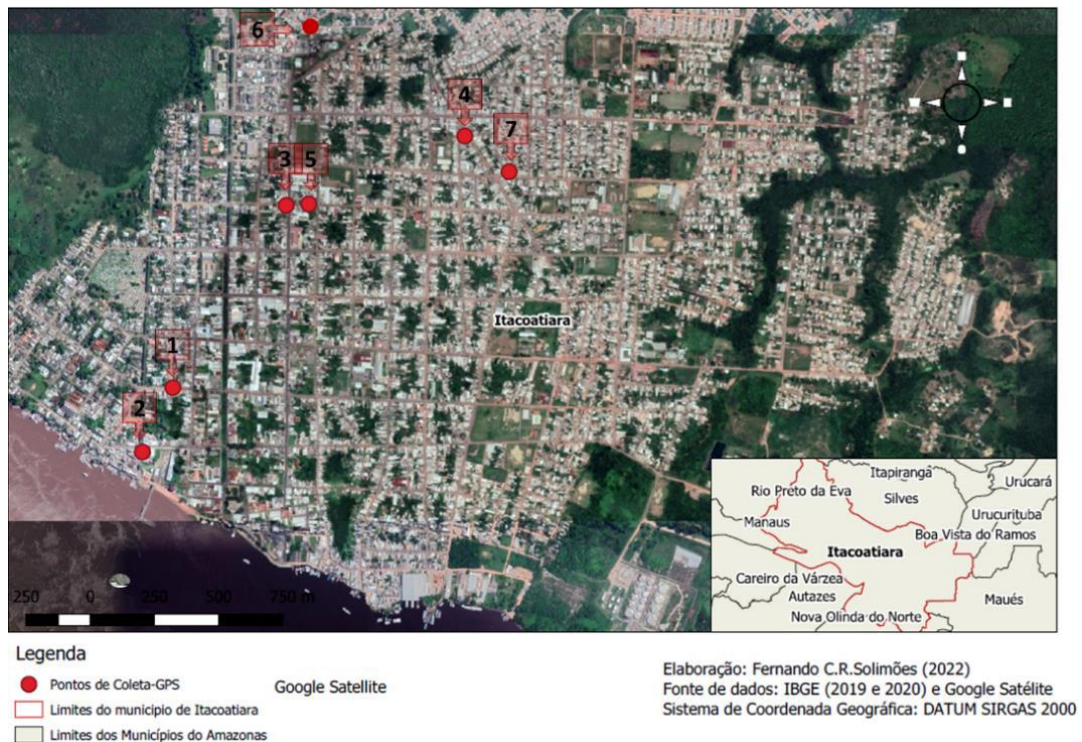 6
4
7
3
5
Itacoatiara
1
2
250 0 250 500 750 m
Itapirangá
Urucará
Rio Preto da Eva
Silves
Urucurituba
Manaus
Boa Vista do Ramos
Itacoatiara
Careiro da Várzea
Autazes
Maués
Nova Olinda do Norte
Legenda
Pontos de Coleta-GPS
Google Satellite
Limites do municipio de Itacoatiara
Limites dos Municípios do Amazonas
Elaboração: Fernando C.R.Solimões (2022)
Fonte de dados: IBGE (2019 e 2020) e Google Satélite
Sistema de Coordenada Geográfica: DATUM SIRGAS 2000